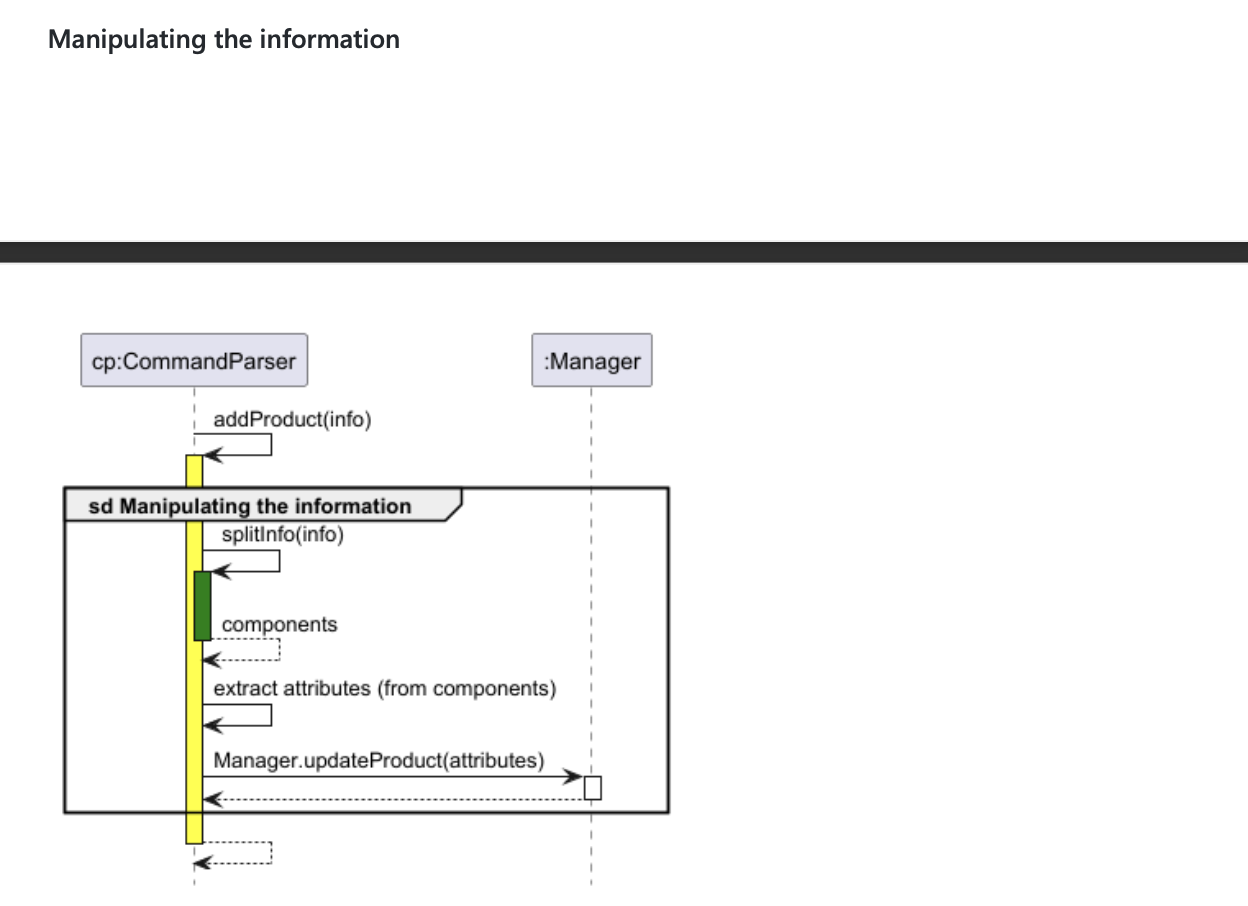 Manipulating the information
cp:CommandParser
:Manager
addProduct(info)
sd Manipulating the information
splitInfo(info)
components
extract attributes (from components)
Manager.updateProduct(attributes)